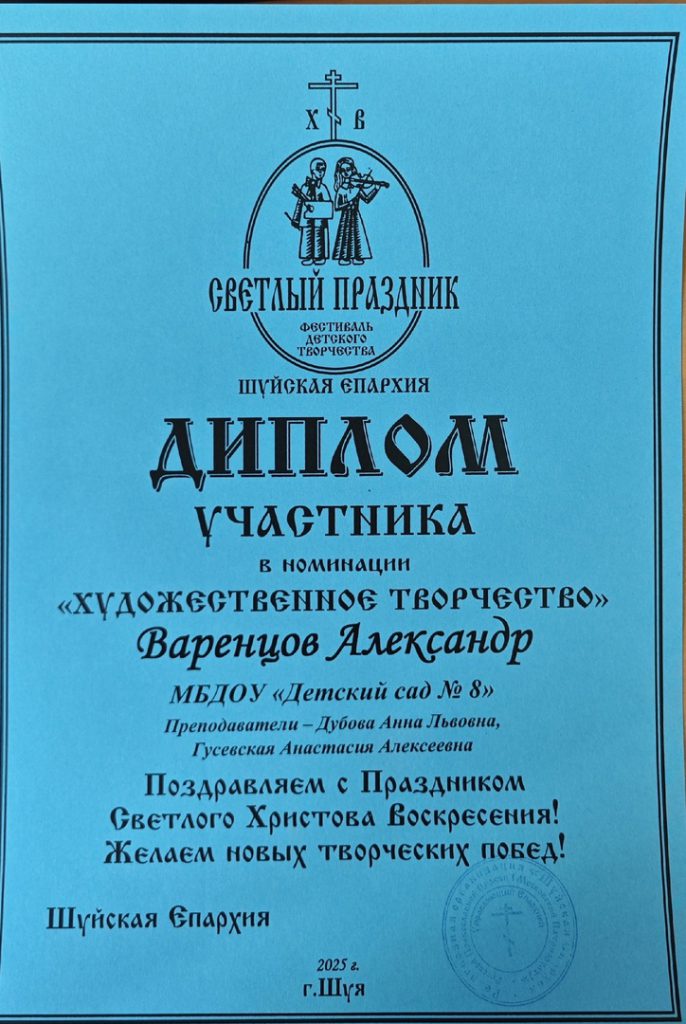 Х В
СВЕТЛЫЙ ПРАЗДНИК
ФЕСТИВАЛЬ
ДЕТСКОГО
ТВОРЧЕСТВА
ШУЙСКАЯ ЕПАРХИЯ
ДИПЛОМ
УЧАСТНИКА
В НОМИНАЦИИ
«ХУДОЖЕСТВЕННОЕ ТВОРЧЕСТВО»
Варенцов Александр
МБДОУ «Детский сад № 8»
Преподаватели – Дубова Анна Львовна,
Гусевская Анастасия Алексеевна
Поздравляем с Праздником
Светлого Христова Воскресения!
Желаем новых творческих побед!
Шуйская Епархия
2025 г.
г.Шуя